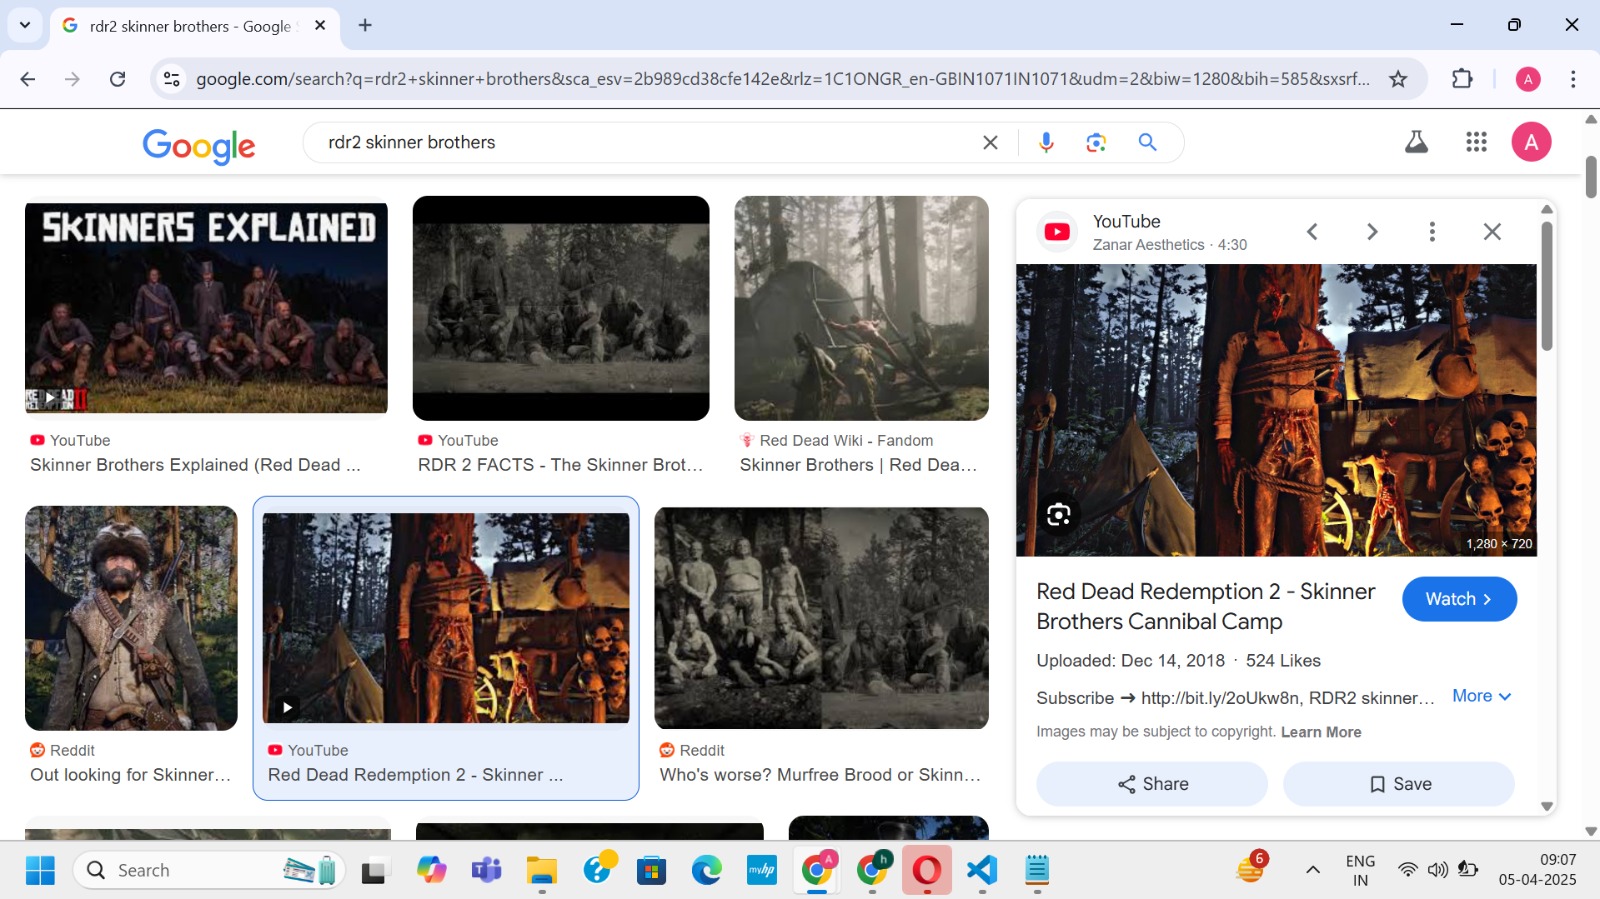 rdr2 skinner brothers - Google
google.com/search?q=rdr2+skinner+brothers&sca_esv=2b989cd38cfe142e&rlz=1C1ONGR_en-GBIN1071IN1071&udm=2&biw=1280&bih=585&sxsrf...
A
Google
rdr2 skinner brothers
A
SKINNERS EXPLAINED
RED DEAD
REDEMPTION II
YouTube
Skinner Brothers Explained (Red Dead ...
YouTube
RDR 2 FACTS - The Skinner Brot...
Red Dead Wiki - Fandom
Skinner Brothers | Red Dea...
Reddit
Out looking for Skinner...
YouTube
Red Dead Redemption 2 - Skinner ...
Reddit
Who's worse? Murfree Brood or Skinn...
YouTube
Zanar Aesthetics · 4:30
1,280 × 720
Red Dead Redemption 2 - Skinner
Brothers Cannibal Camp
Watch
Uploaded: Dec 14, 2018 · 524 Likes
Subscribe ➔ http://bit.ly/2oUkw8n, RDR2 skinner...
More
Images may be subject to copyright. Learn More
Share
Save
Search
myhp
A
h
6
ENG
IN
09:07
05-04-2025